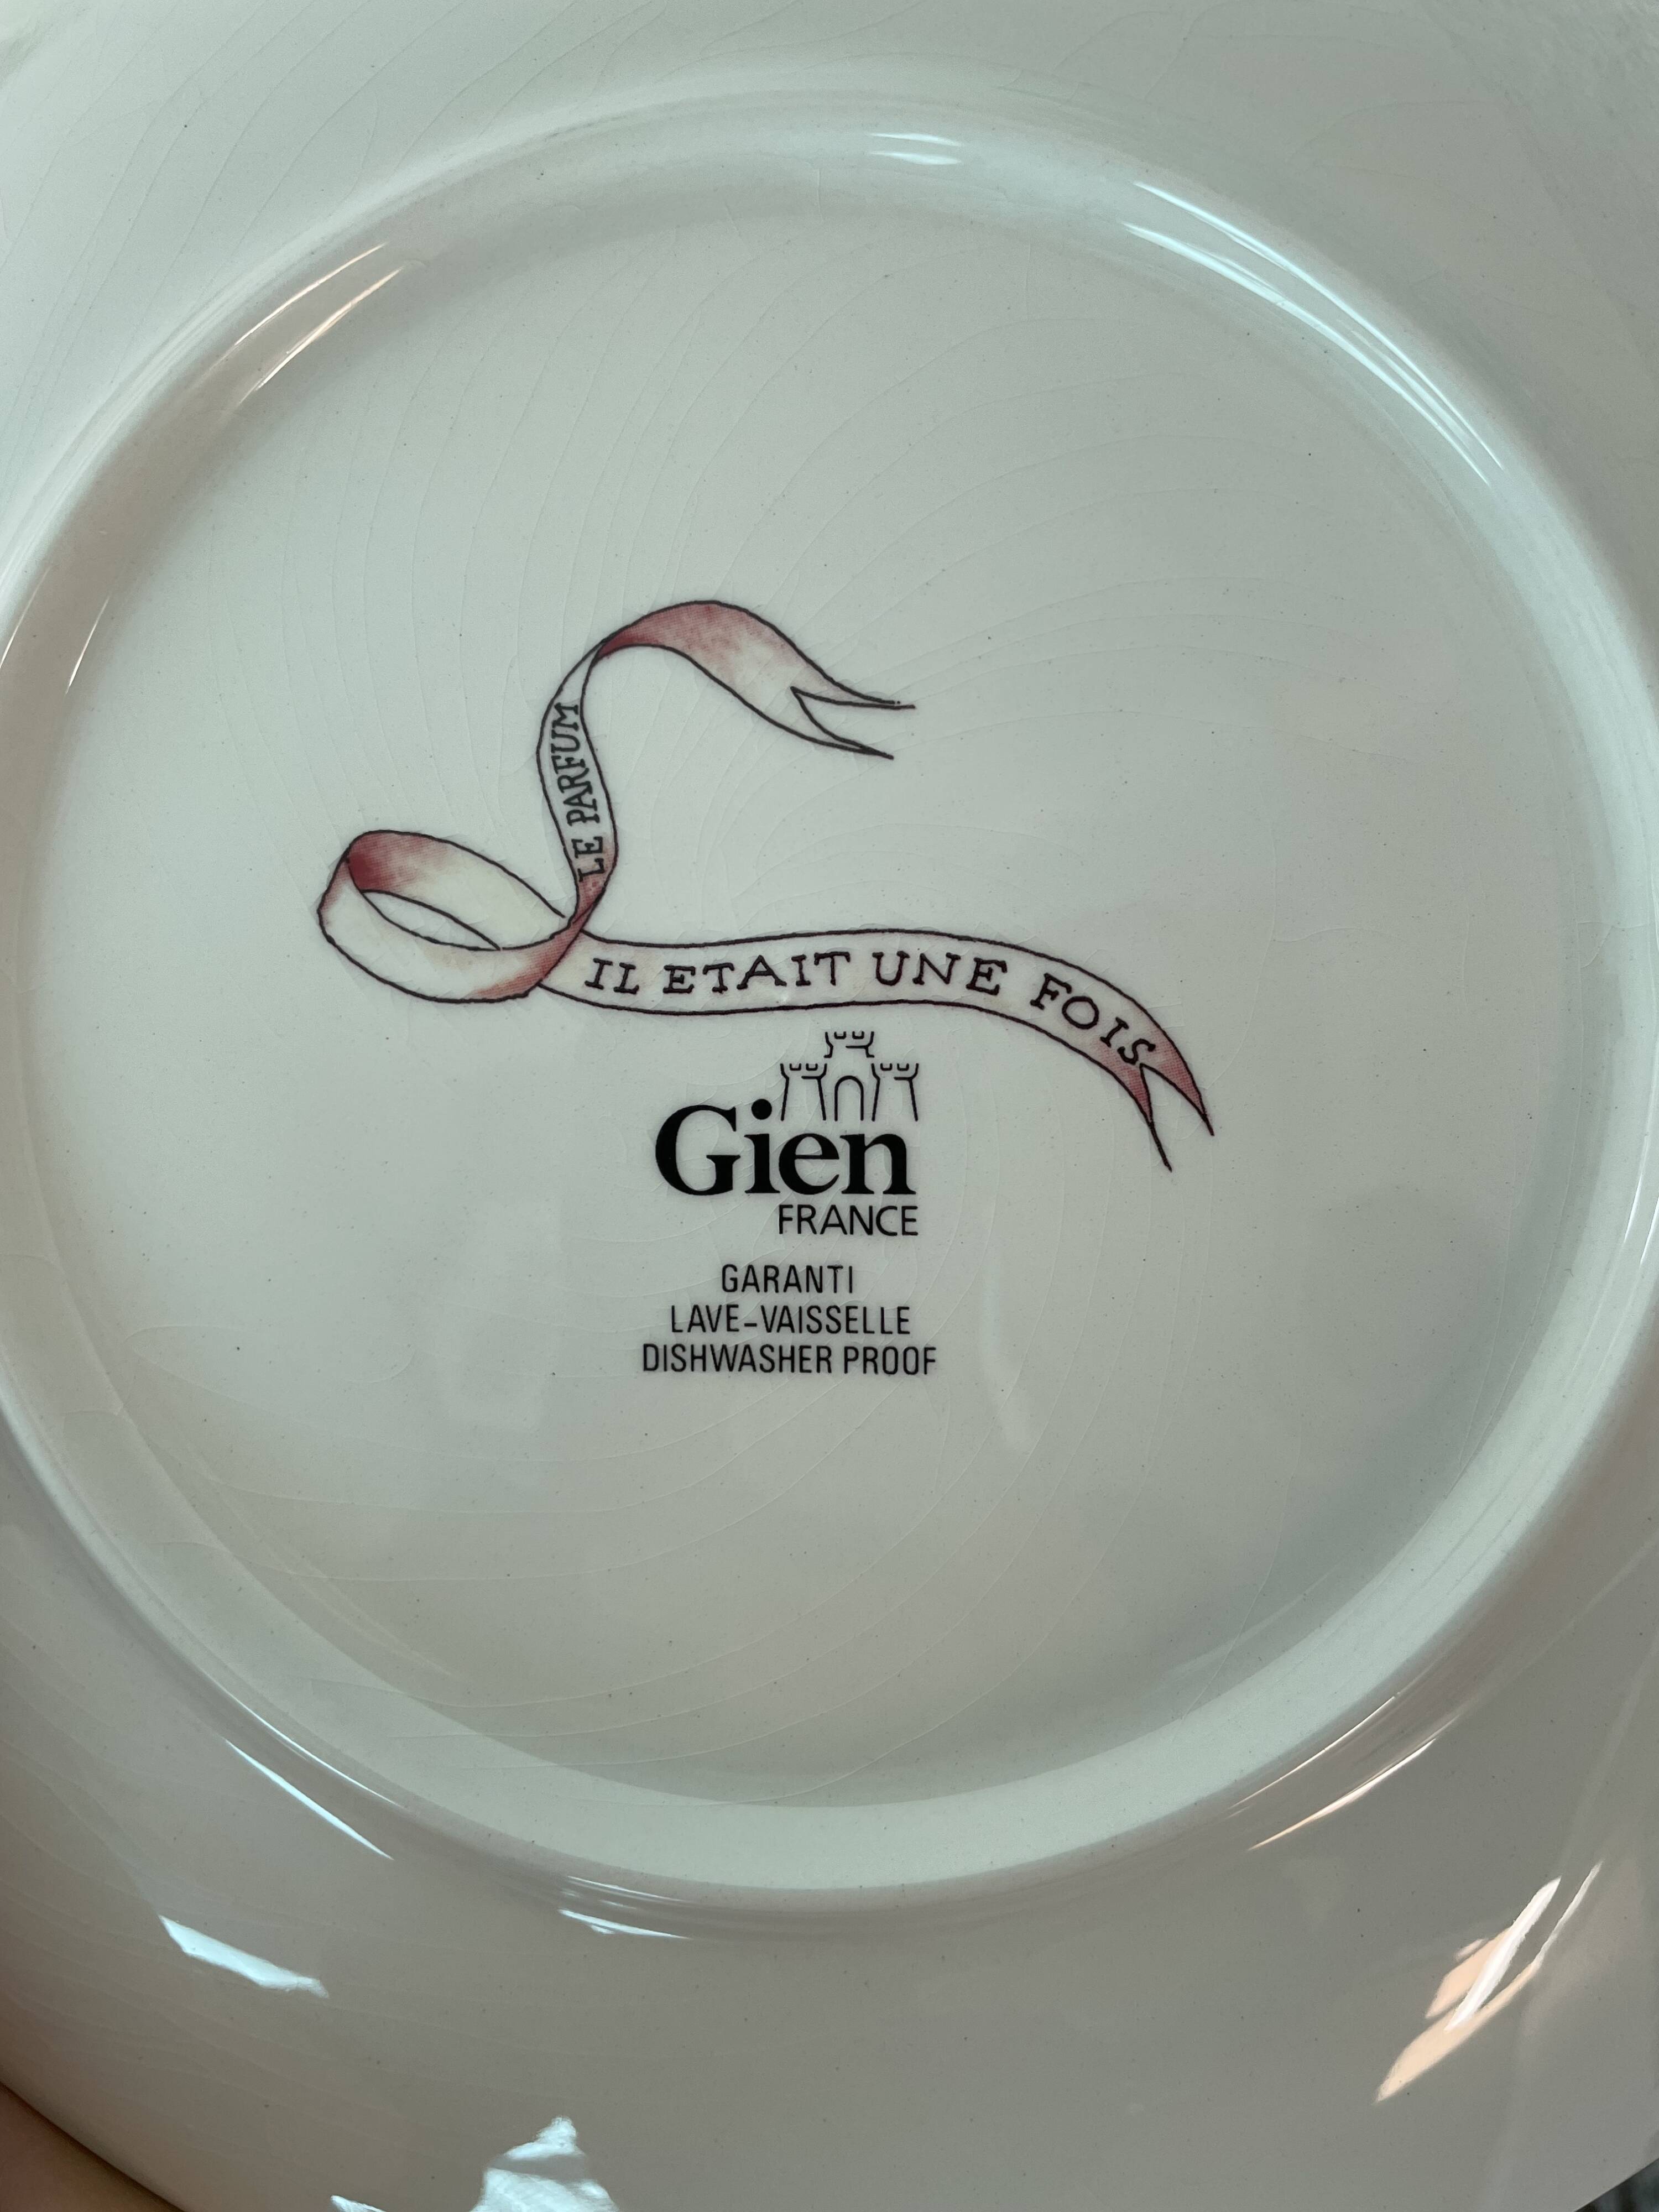 LE PARFUM
IL ETAIT UNE FOIS
Gien
FRANCE
GARANTI
LAVE-VAISSELLE
DISHWASHER PROOF